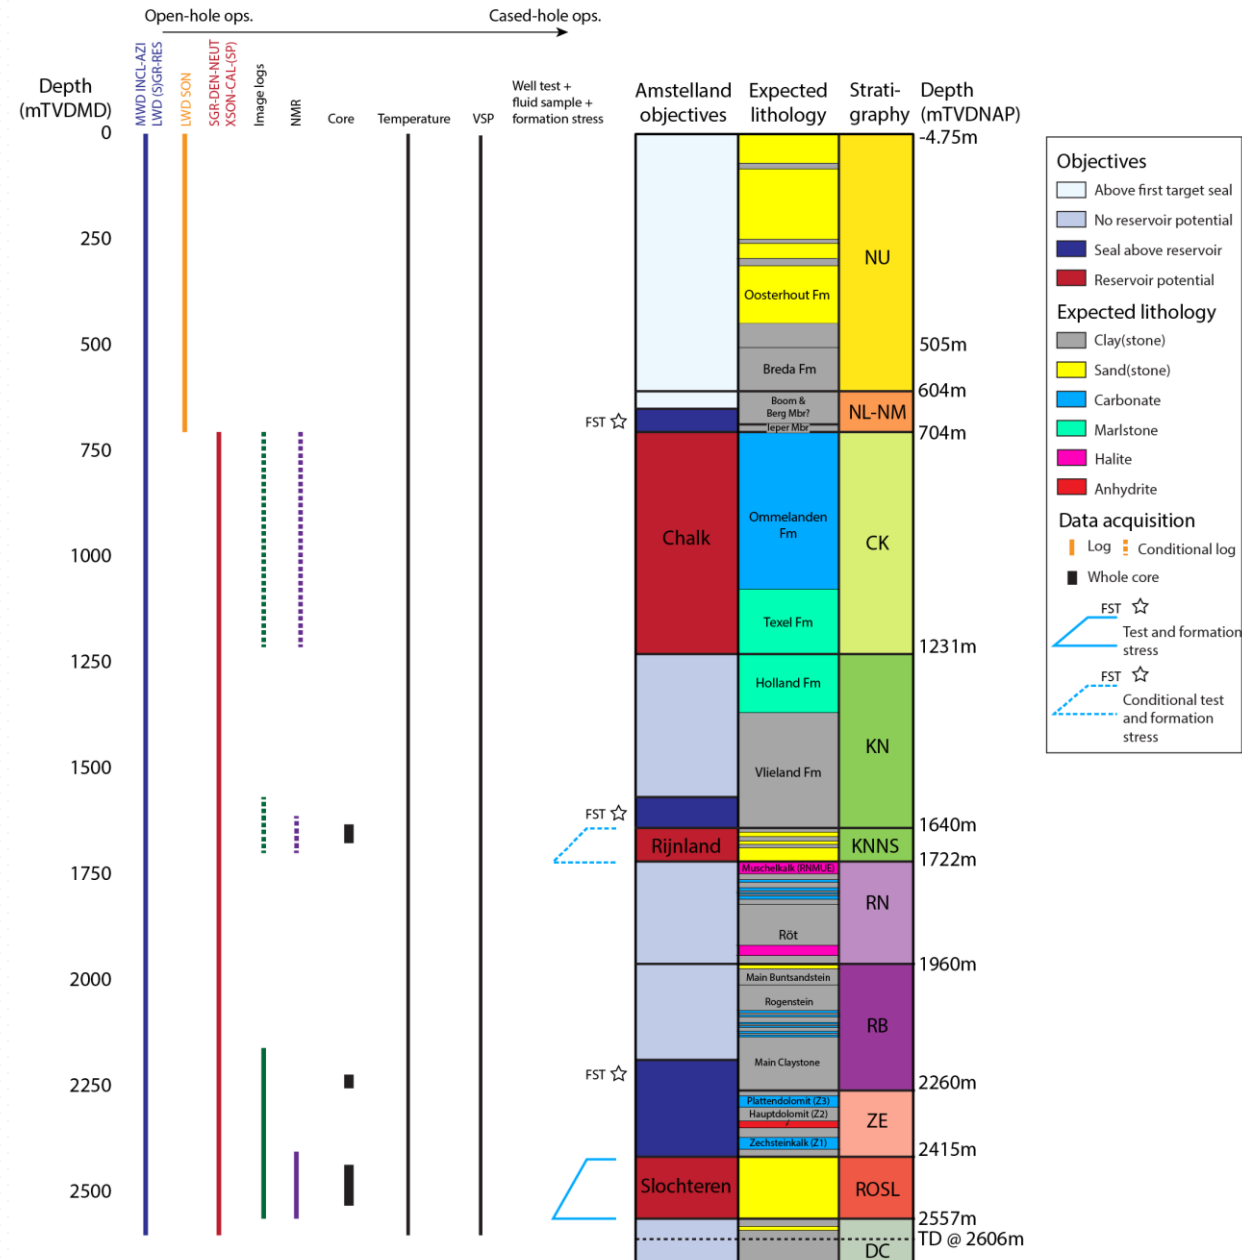 Open-hole ops.
Cased-hole ops.
Depth
(mTVDMD)
MWD INCL-AZI
LWD (S)GR-RES
LWD SON
SGR-DEN-NEUT
XSON-CAL-(SP)
Image logs
NMR
Core
Temperature
VSP
Well test +
fluid sample +
formation stress
Amstelland
objectives
Expected
lithology
Strati-
graphy
Depth
(mTVDNAP)
0
250
500
750
1000
1250
1500
1750
2000
2250
2500
FST
FST
FST
Chalk
Rijnland
Slochteren
Oosterhout Fm
Breda Fm
Boom &
Berg Mbr?
Ieper Mbr
Ommelanden
Fm
Texel Fm
Holland Fm
Vlieland Fm
Muschelkalk (RNMUE)
Röt
Main Buntsandstein
Rogenstein
Main Claystone
Plattendolomit (Z3)
Hauptdolomit (Z2)
Zechsteinkalk (Z1)
NU
NL-NM
CK
KN
KNNS
RN
RB
ZE
ROSL
DC
-4.75m
505m
604m
704m
1231m
1640m
1722m
1960m
2260m
2415m
2557m
TD @ 2606m
Objectives
Above first target seal
No reservoir potential
Seal above reservoir
Reservoir potential
Expected lithology
Clay(stone)
Sand(stone)
Carbonate
Marlstone
Halite
Anhydrite
Data acquisition
Log
Conditional log
Whole core
FST
Test and formation
stress
FST
Conditional test
and formation
stress